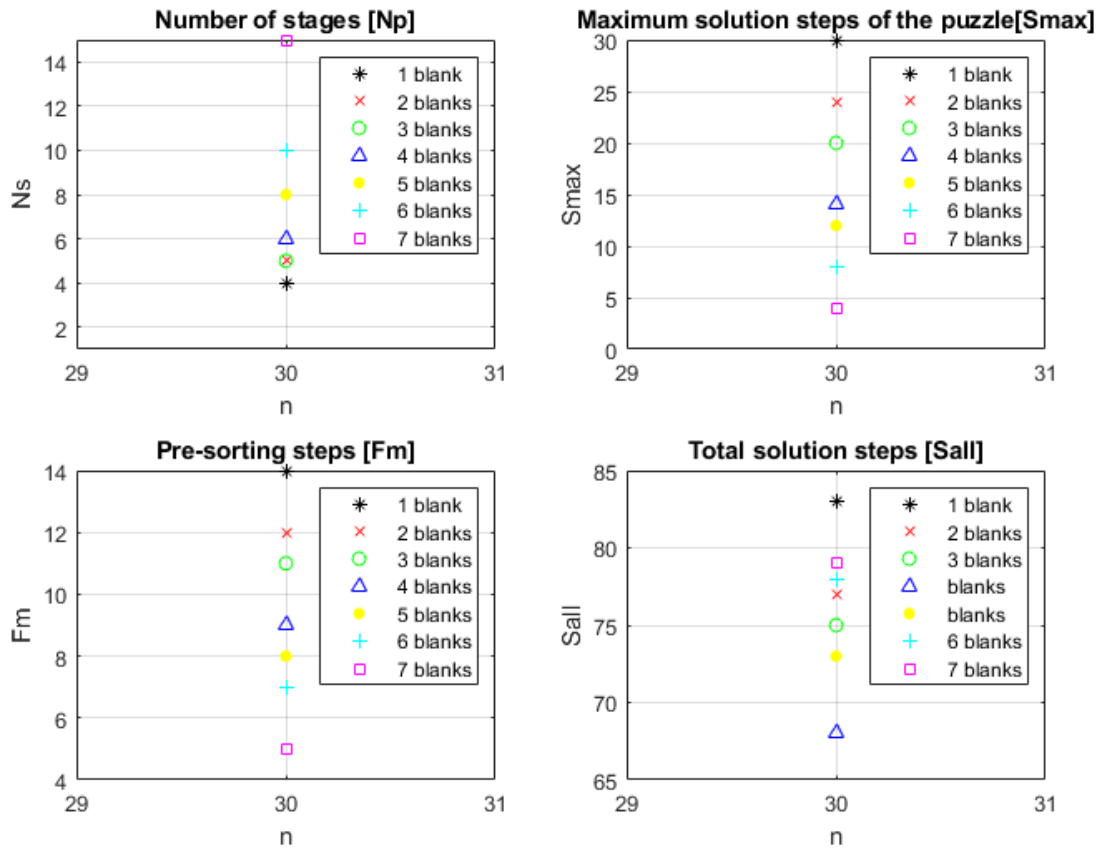 Number of stages [Np]
Ns
14
12
10
8
6
4
2
29
30
31
n
1 blank
2 blanks
3 blanks
4 blanks
5 blanks
6 blanks
7 blanks
Maximum solution steps of the puzzle[Smax]
Smax
30
25
20
15
10
5
0
29
30
31
n
1 blank
2 blanks
3 blanks
4 blanks
5 blanks
6 blanks
7 blanks
Pre-sorting steps [Fm]
Fm
14
12
10
8
6
4
29
30
31
n
1 blank
2 blanks
3 blanks
4 blanks
5 blanks
6 blanks
7 blanks
Total solution steps [Sall]
Sall
85
80
75
70
65
29
30
31
n
1 blank
2 blanks
3 blanks
blanks
blanks
6 blanks
7 blanks